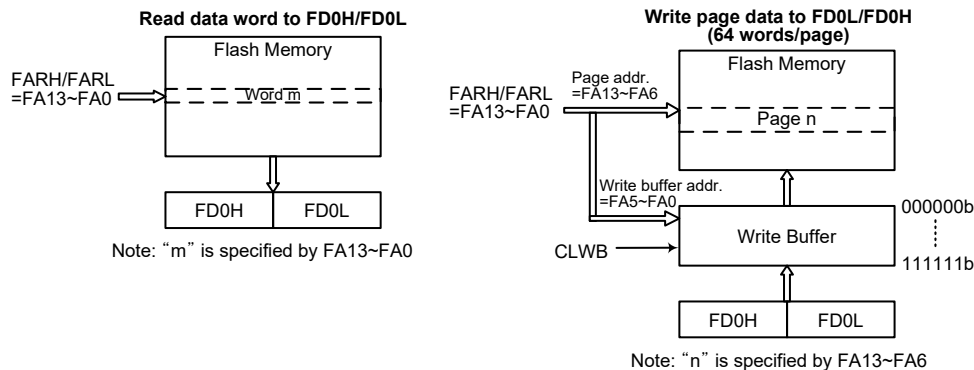 Read data word to FD0H/FD0L
Flash Memory
FARH/FARL
=FA13~FA0
Word m
FD0H
FD0L
Note: “m” is specified by FA13~FA0
Write page data to FD0L/FD0H
(64 words/page)
Flash Memory
Page addr.
=FA13~FA6
FARH/FARL
=FA13~FA0
Page n
Write buffer addr.
=FA5~FA0
000000b
Write Buffer
CLWB
111111b
FD0H
FD0L
Note: “n” is specified by FA13~FA6